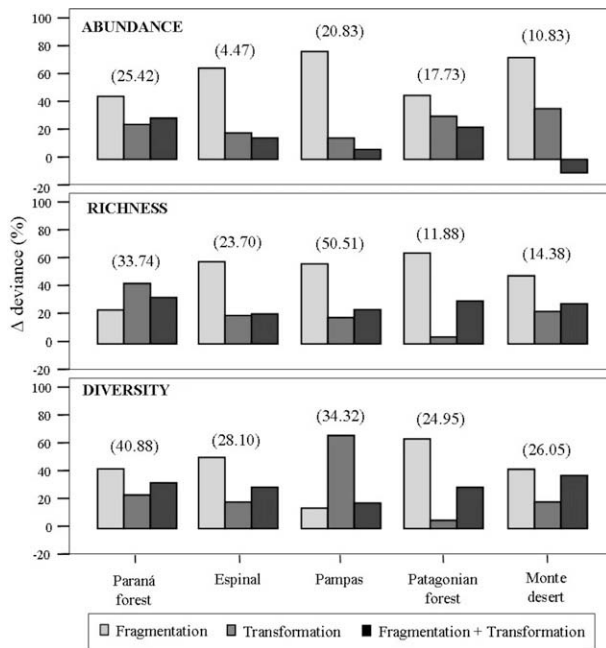 100
80
60
40
20
0
-20
ABUNDANCE
(25.42)
(4.47)
(20.83)
(17.73)
(10.83)
Δ deviance (%)
100
80
60
40
20
0
-20
RICHNESS
(33.74)
(23.70)
(50.51)
(11.88)
(14.38)
100
80
60
40
20
0
-20
DIVERSITY
(40.88)
(28.10)
(34.32)
(24.95)
(26.05)
Paraná
forest
Espinal
Pampas
Patagonian
forest
Monte
desert
Fragmentation
Transformation
Fragmentation + Transformation